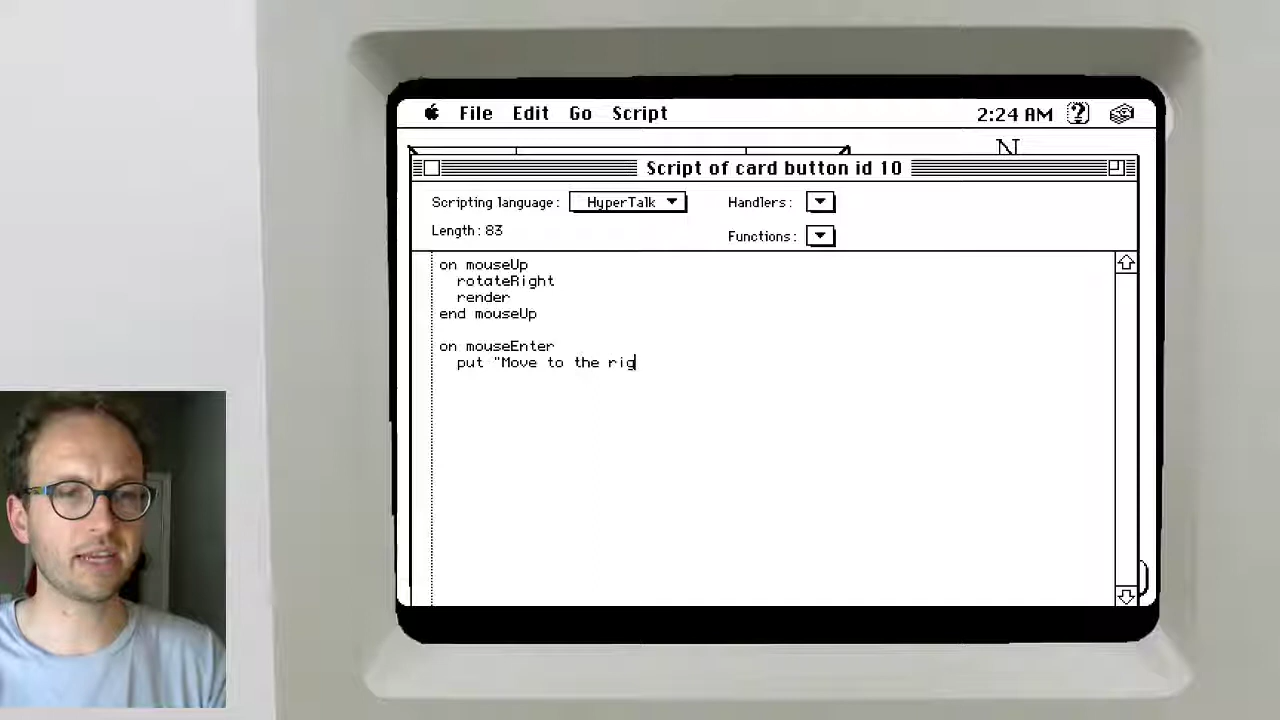 File Edit Go Script 2:24 AM
N
Script of card button id 10
Scripting language: HyperTalk
Handlers:
Length: 83
Functions:
on mouseUp
rotateRight
render
end mouseUp
on mouseEnter
put "Move to the rig